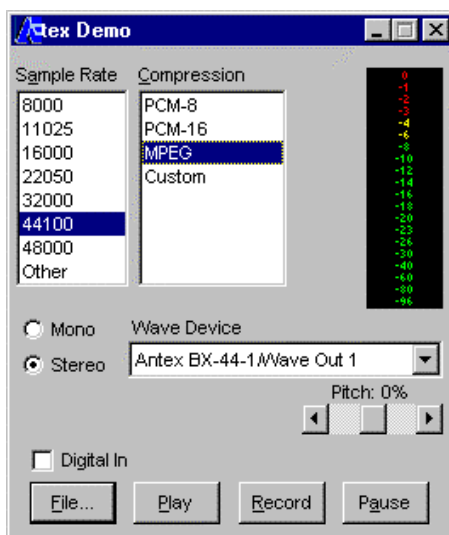 Antex Demo
Sample Rate
8000
11025
16000
22050
32000
44100
48000
Other
Compression
PCM-8
PCM-16
MPEG
Custom
0
-1
-2
-3
-4
-6
-8
-10
-12
-14
-16
-18
-20
-23
-26
-30
-40
-60
-80
-96
Mono
Stereo
Wave Device
Antex BX-44-1/Wave Out 1
Pitch: 0%
Digital In
File...
Play
Record
Pause